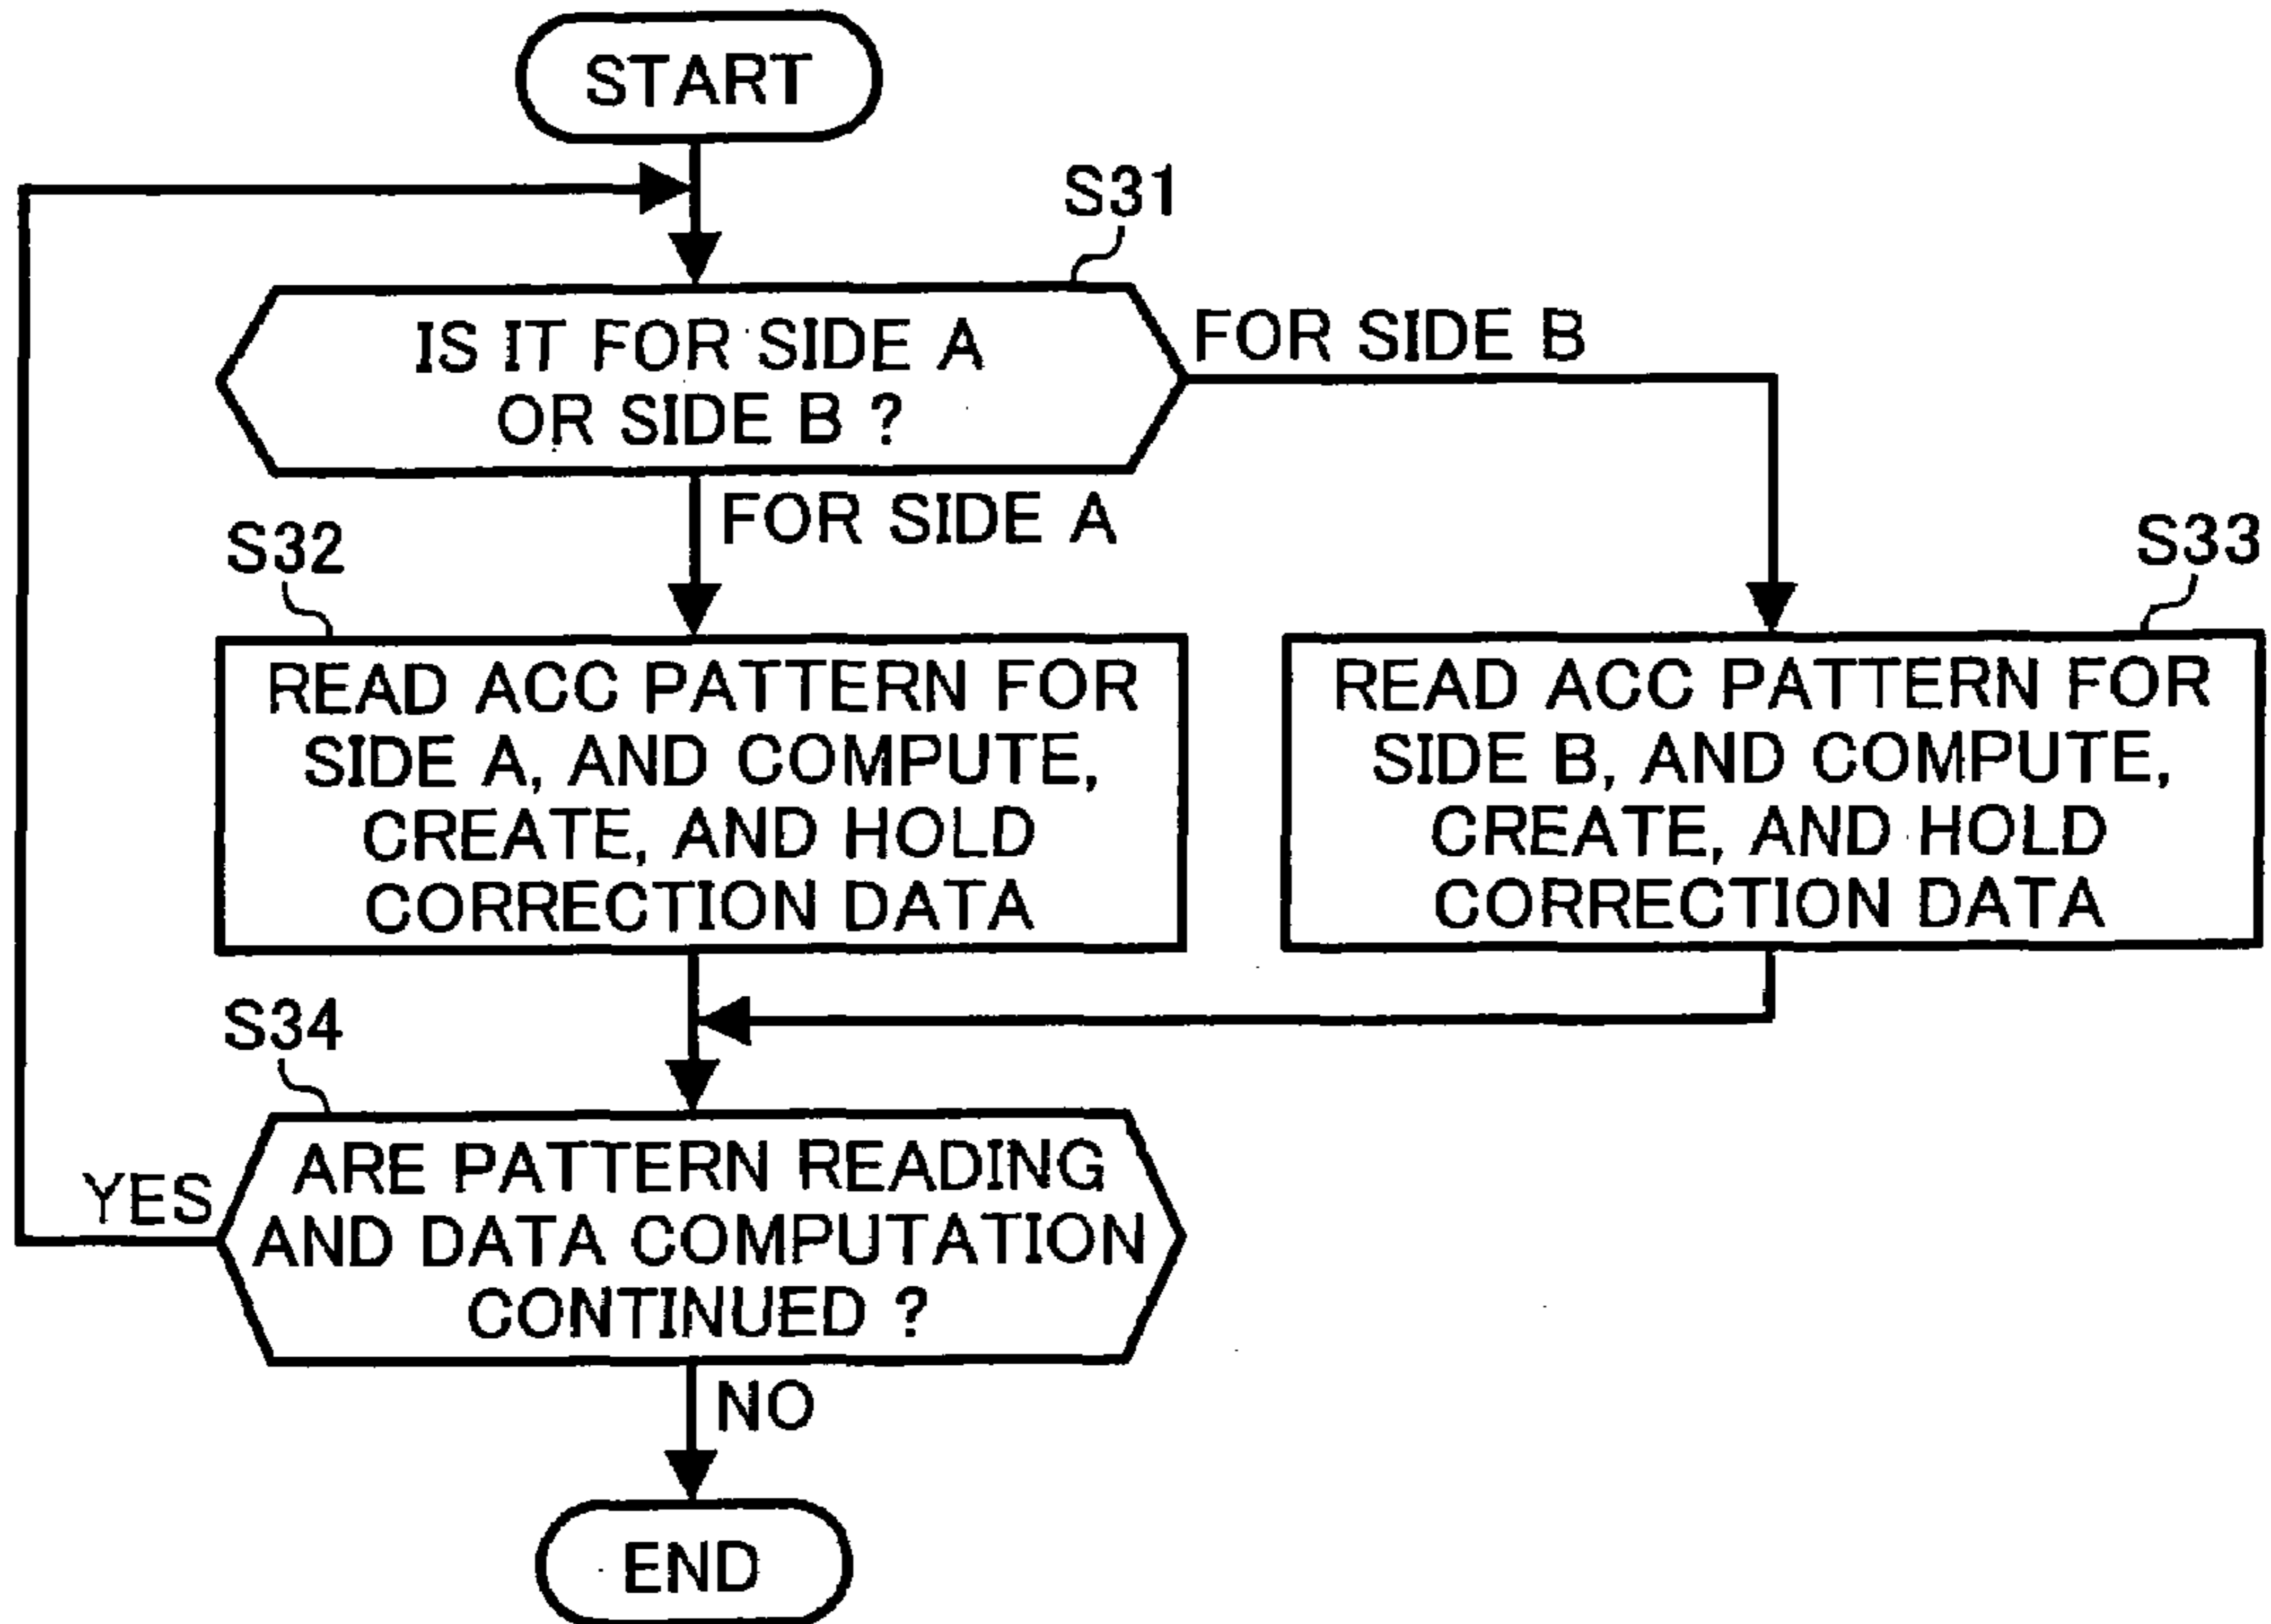 START
S31
IS IT FOR SIDE A
OR SIDE B ?
FOR SIDE B
FOR SIDE A
S32
READ ACC PATTERN FOR
SIDE A, AND COMPUTE,
CREATE, AND HOLD
CORRECTION DATA
S33
READ ACC PATTERN FOR
SIDE B, AND COMPUTE,
CREATE, AND HOLD
CORRECTION DATA
S34
ARE PATTERN READING
AND DATA COMPUTATION
CONTINUED ?
YES
NO
END